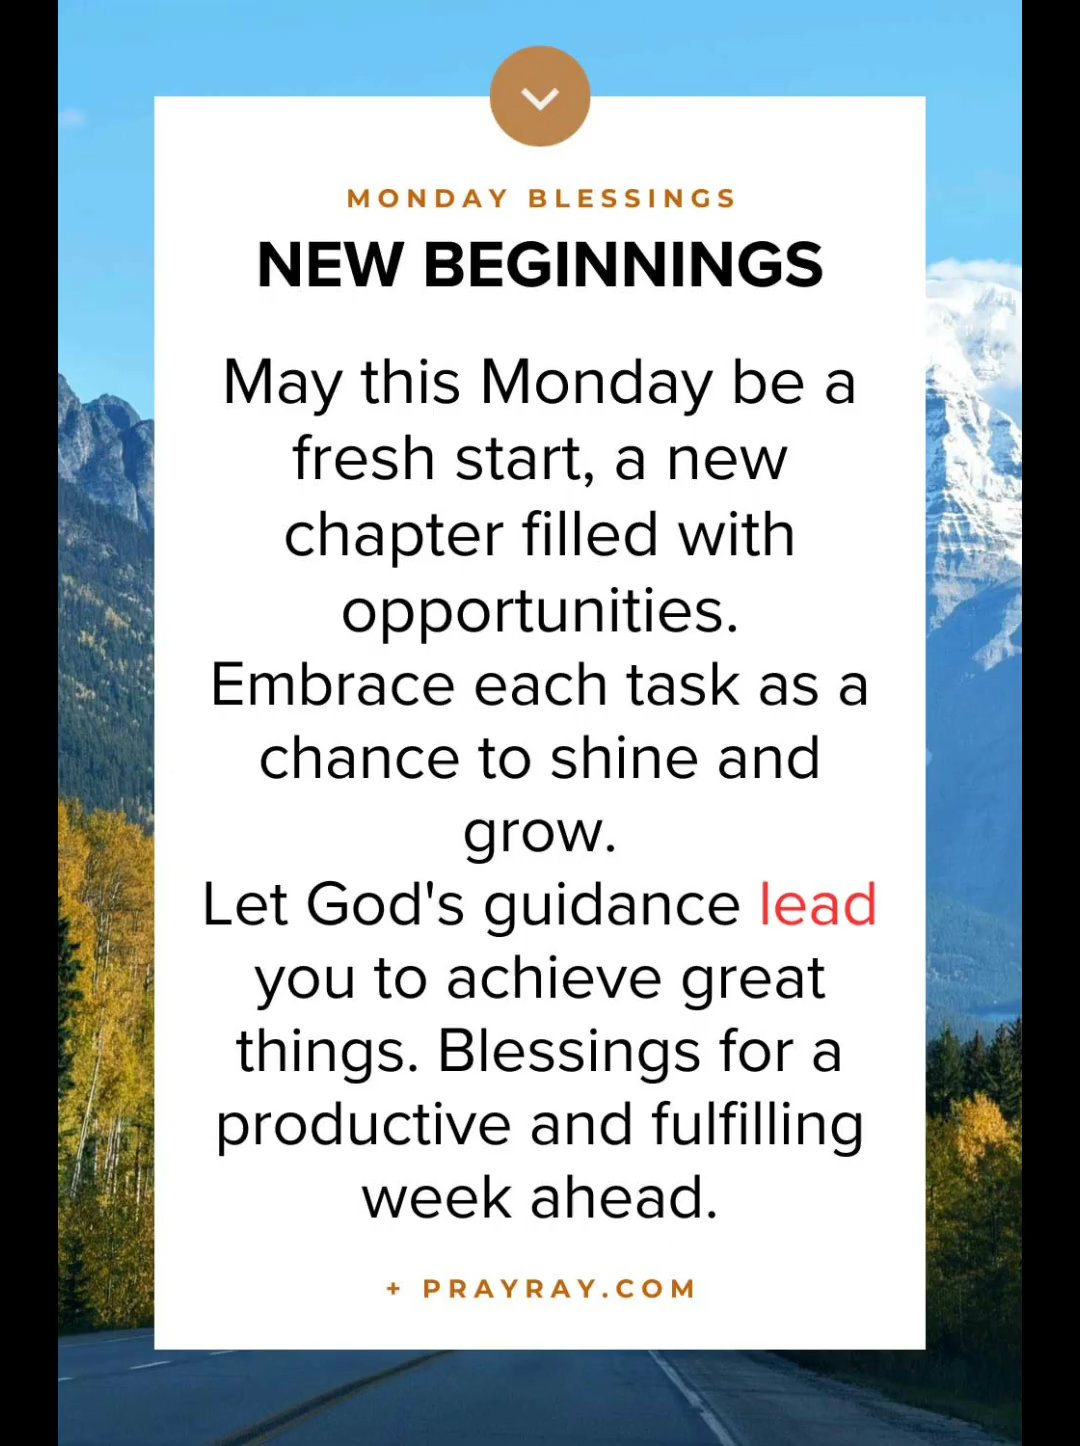 MONDAY BLESSINGS
NEW BEGINNINGS
May this Monday be a
fresh start, a new
chapter filled with
opportunities.
Embrace each task as a
chance to shine and
grow.
Let God's guidance lead
you to achieve great
things. Blessings for a
productive and fulfilling
week ahead.
+ PRAYRAY.COM